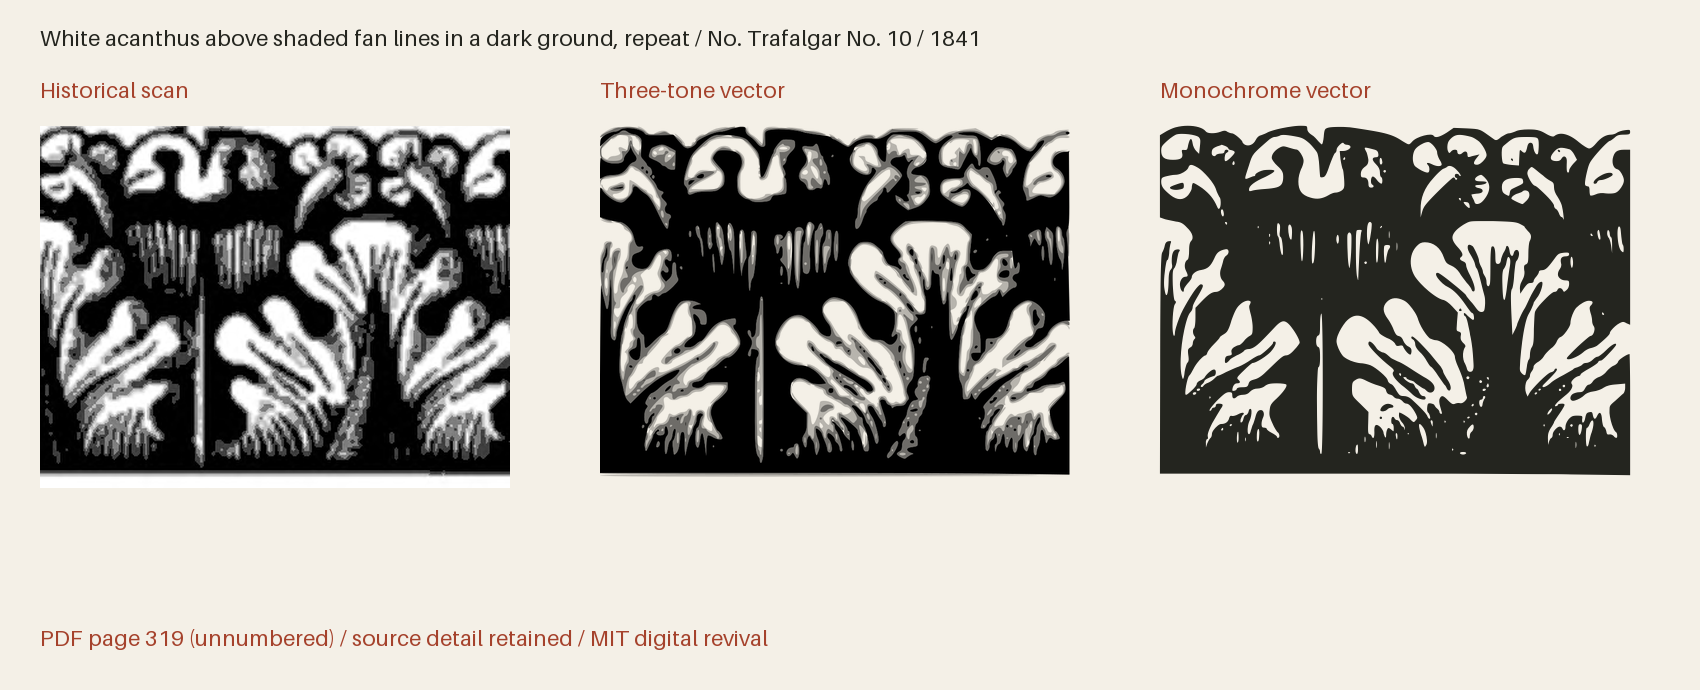 White acanthus above shaded fan lines in a dark ground, repeat / No. Trafalgar No. 10 / 1841
Historical scan
Three-tone vector
Monochrome vector
PDF page 319 (unnumbered) / source detail retained / MIT digital revival